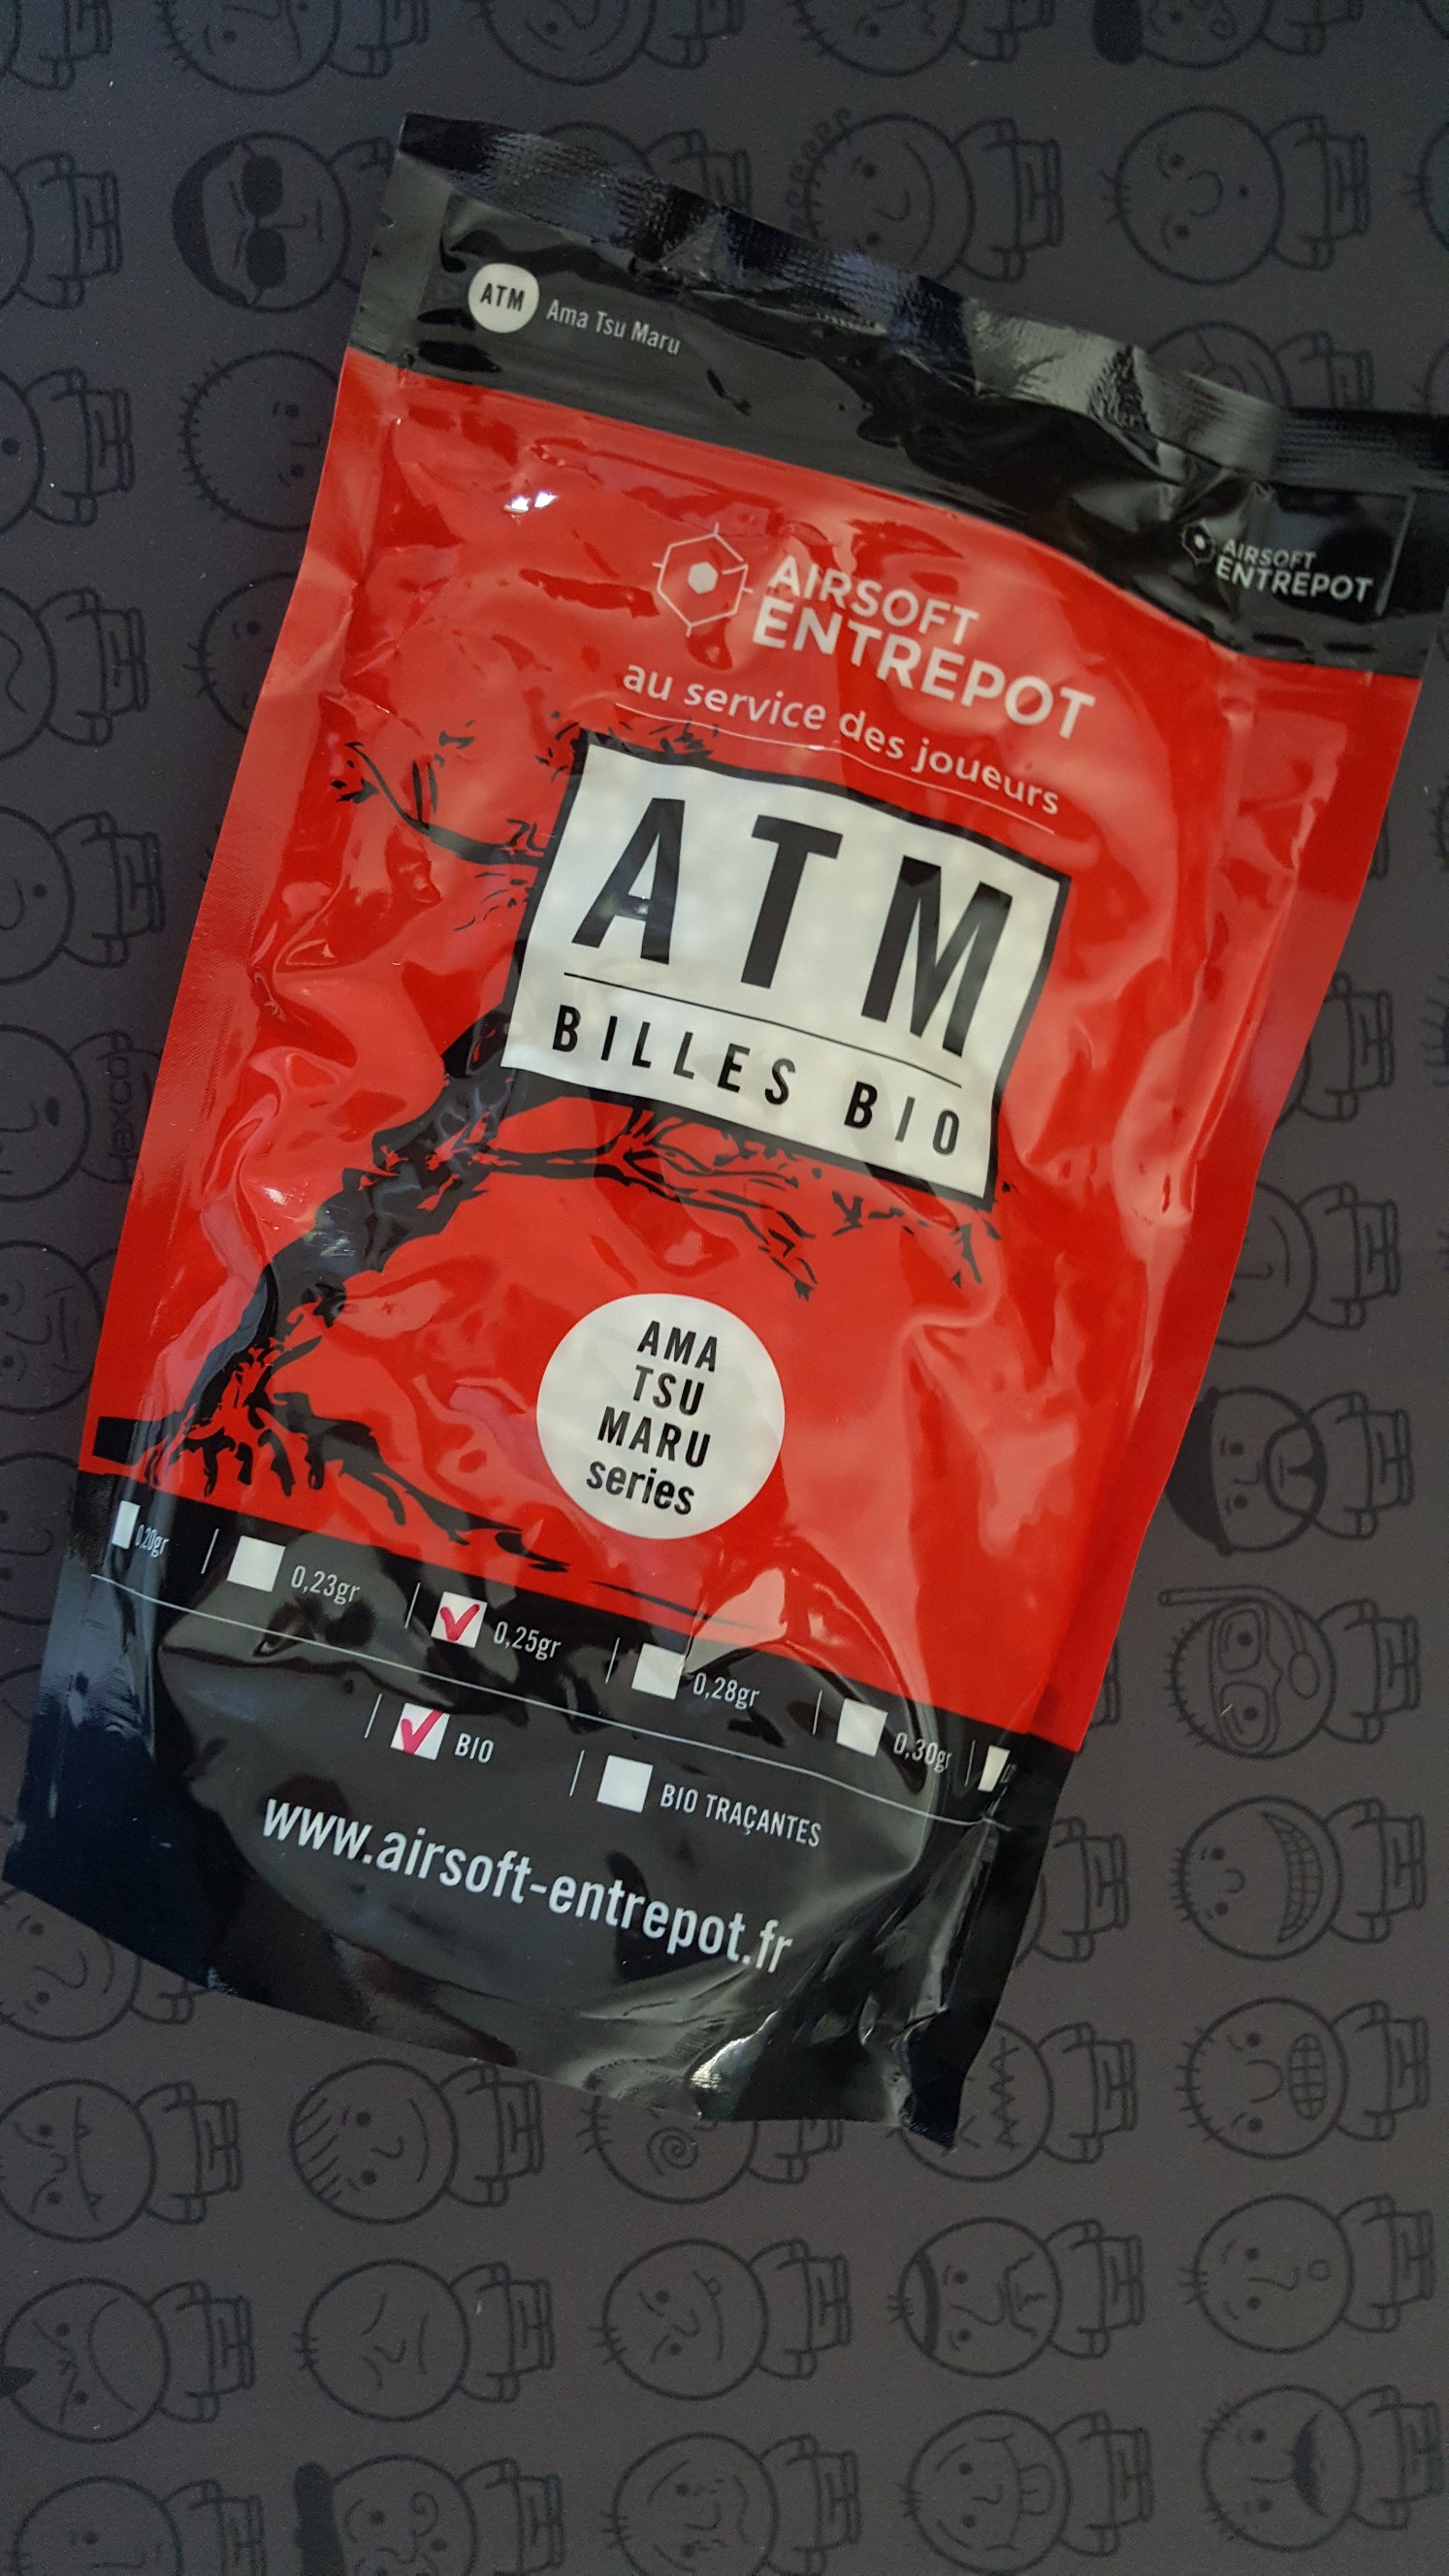 ATM Ama Tsu Maru
AIRSOFT
ENTREPOT
AIRSOFT
ENTREPOT
au service des joueurs
ATM
BILLES BIO
AMA
TSU
MARU
series
0,20gr | 0,23gr | 0,25gr | 0,28gr | 0,30gr |
| BIO | BIO TRAÇANTES
www.airsoft-entrepot.fr